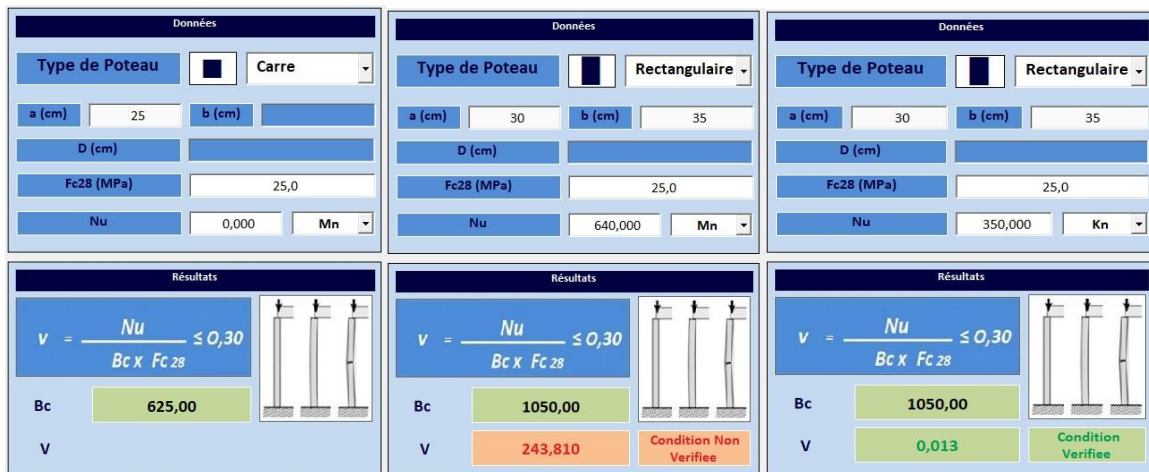 Données
Type de Poteau Carre
a (cm) 25 b (cm)
D (cm)
Fc28 (MPa) 25,0
Nu 0,000 Mn
Résultats
v = Nu / Bc x Fc 28 ≤ 0,30
Bc 625,00
V
Données
Type de Poteau Rectangulaire
a (cm) 30 b (cm) 35
D (cm)
Fc28 (MPa) 25,0
Nu 640,000 Mn
Résultats
v = Nu / Bc x Fc 28 ≤ 0,30
Bc 1050,00
V 243,810 Condition Non
Verifiee
Données
Type de Poteau Rectangulaire
a (cm) 30 b (cm) 35
D (cm)
Fc28 (MPa) 25,0
Nu 350,000 Kn
Résultats
v = Nu / Bc x Fc 28 ≤ 0,30
Bc 1050,00
V 0,013 Condition
Verifiee